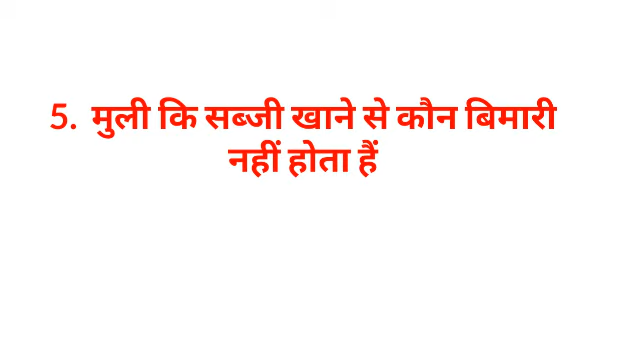 5. मुली कि सब्जी खाने से कौन बिमारी
नहीं होता हैं